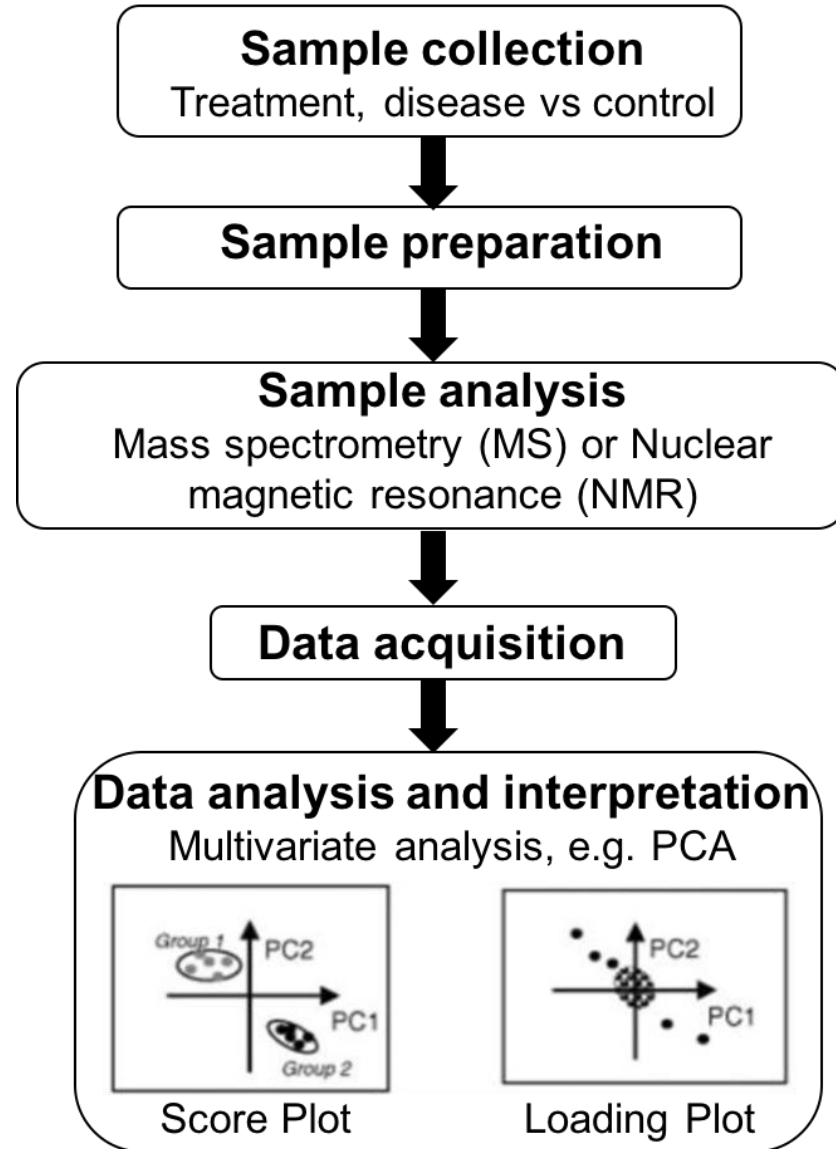 Sample collection
Treatment, disease vs control
Sample preparation
Sample analysis
Mass spectrometry (MS) or Nuclear
magnetic resonance (NMR)
Data acquisition
Data analysis and interpretation
Multivariate analysis, e.g. PCA
Group 1
PC2
PC1
Group 2
Score Plot
PC2
PC1
Loading Plot